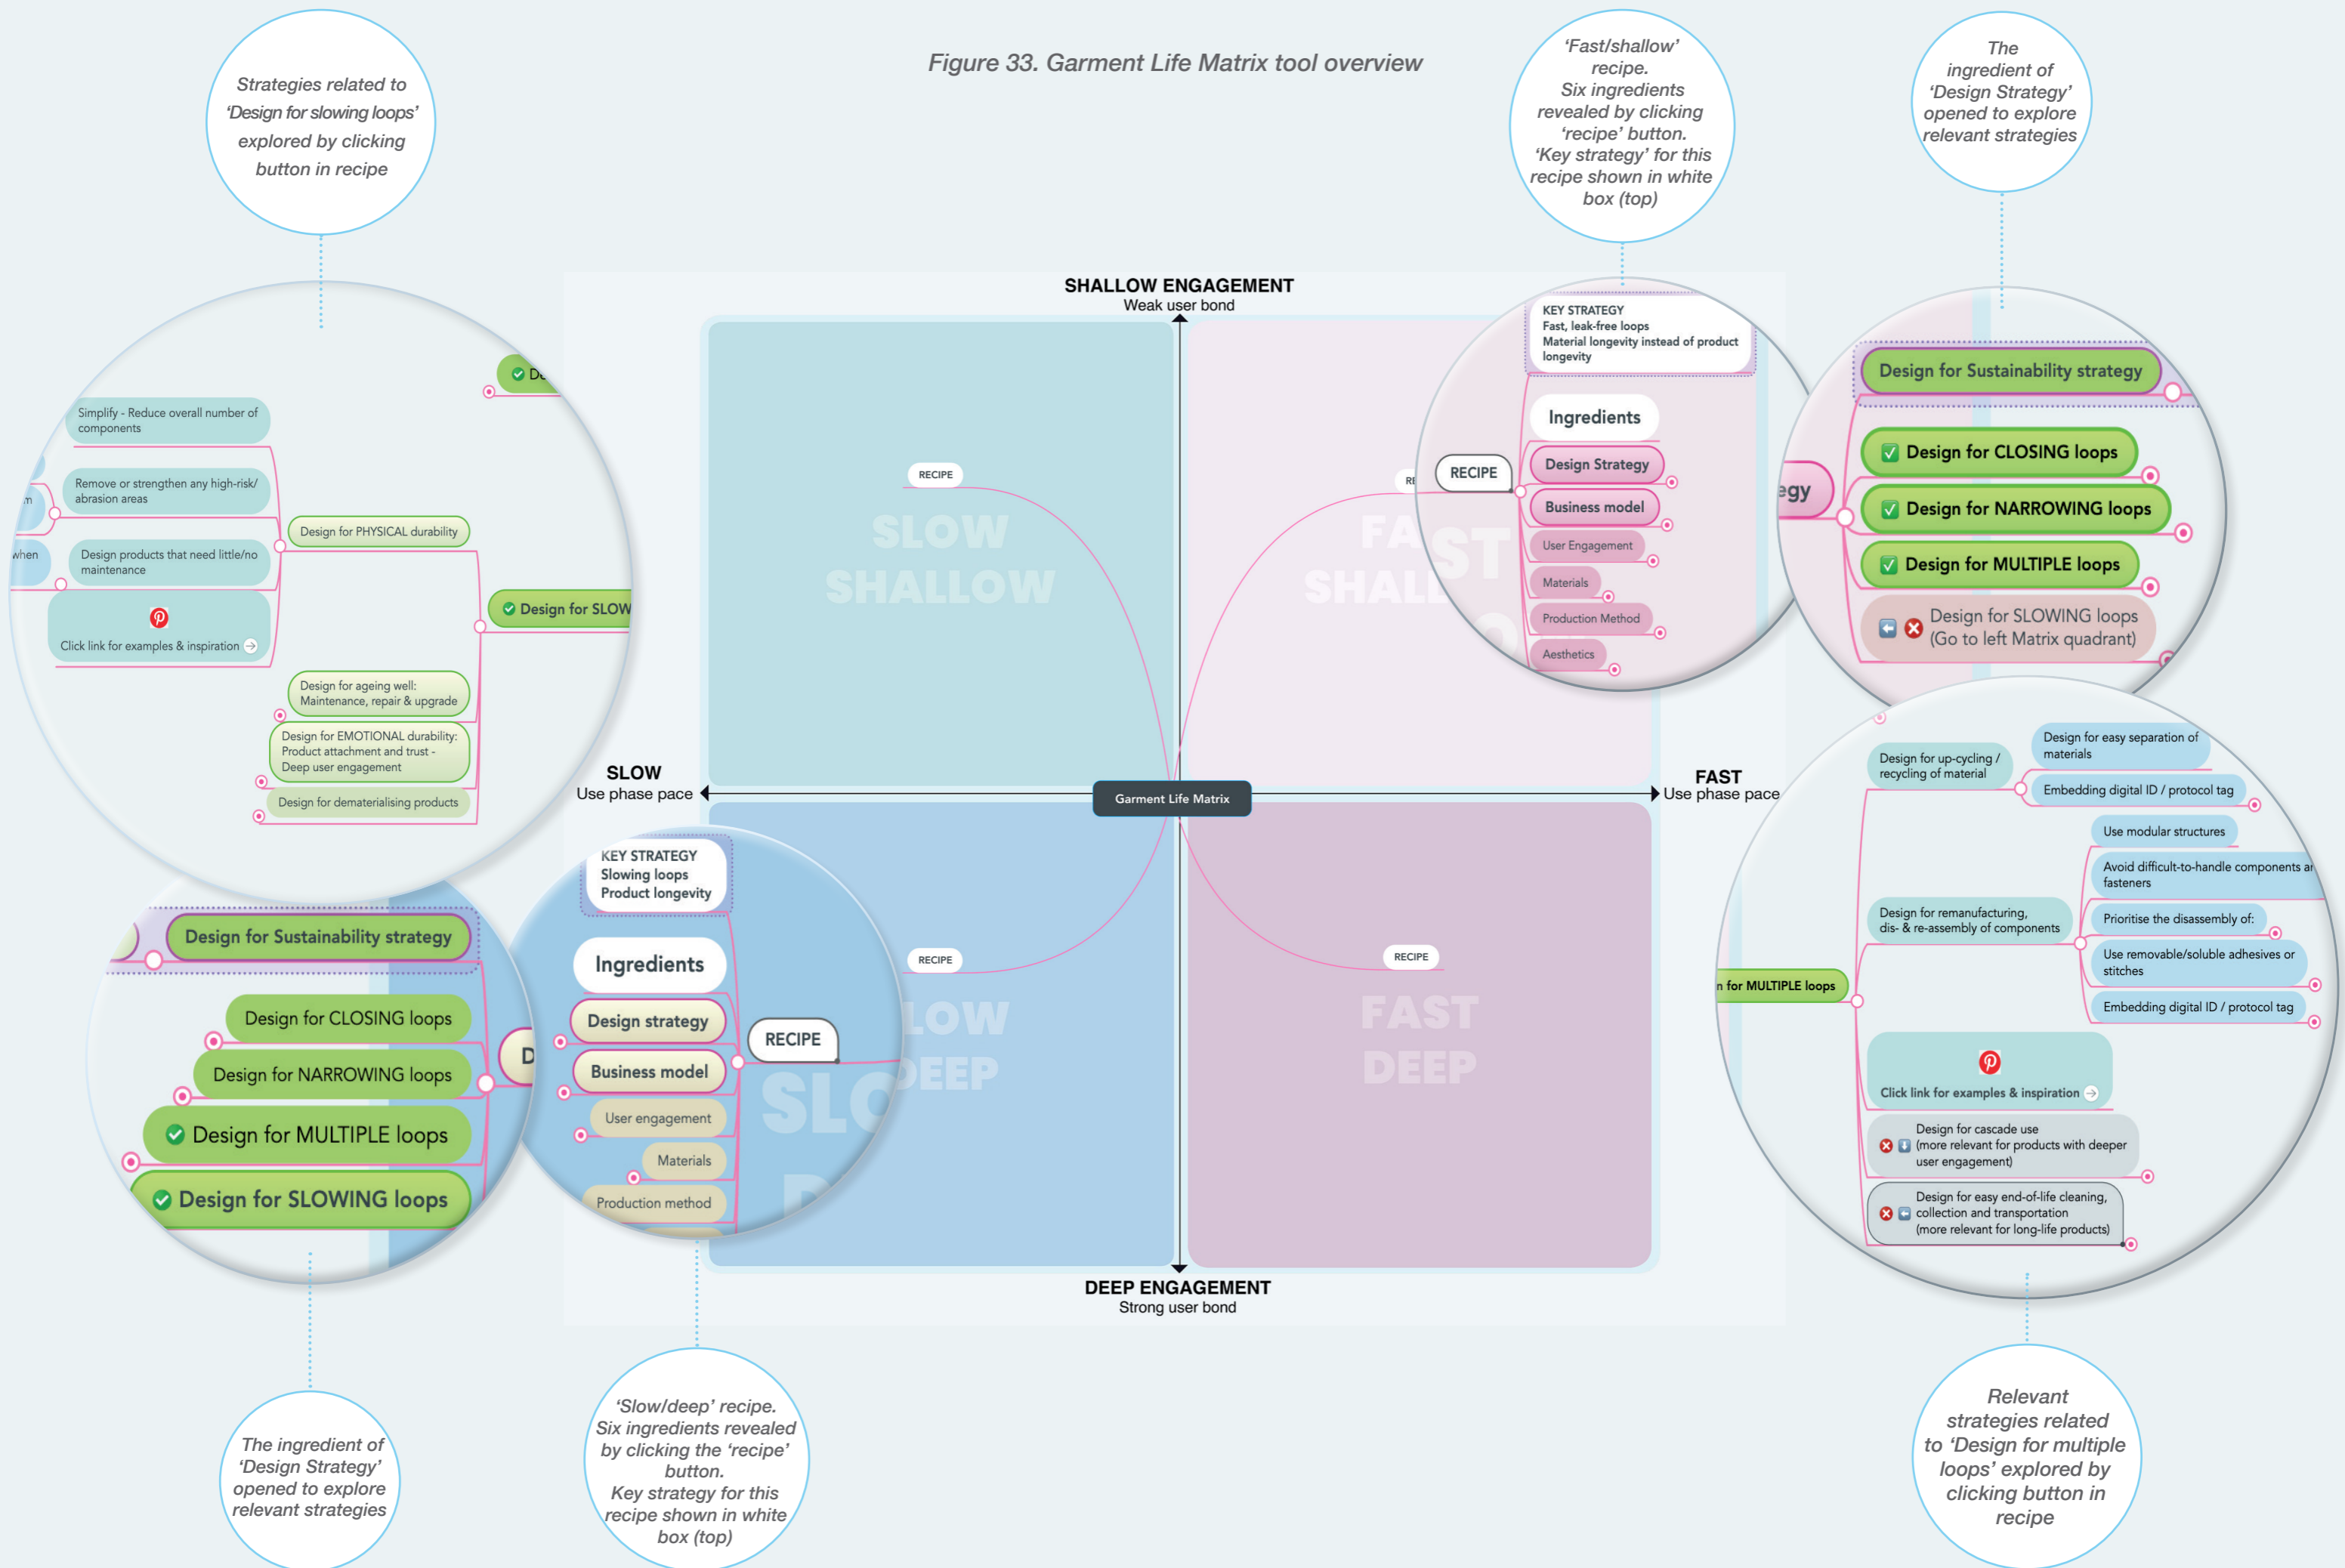 Figure 33. Garment Life Matrix tool overview
Strategies related to
‘Design for slowing loops’
explored by clicking
button in recipe
‘Fast/shallow’
recipe.
Six ingredients
revealed by clicking
‘recipe’ button.
‘Key strategy’ for this
recipe shown in white
box (top)
The
ingredient of
‘Design Strategy’
opened to explore
relevant strategies
Simplify - Reduce overall number of
components
Remove or strengthen any high-risk/
abrasion areas
when
Design products that need little/no
maintenance
Click link for examples & inspiration
Design for PHYSICAL durability
Design for ageing well:
Maintenance, repair & upgrade
Design for EMOTIONAL durability:
Product attachment and trust -
Deep user engagement
Design for dematerialising products
Design for SLOW
SHALLOW ENGAGEMENT
Weak user bond
RECIPE
SLOW
SHALLOW
FAST
SHALL
KEY STRATEGY
Fast, leak-free loops
Material longevity instead of product
longevity
Ingredients
RECIPE
Design Strategy
Business model
User Engagement
Materials
Production Method
Aesthetics
Design for Sustainability strategy
Design for CLOSING loops
Design for NARROWING loops
Design for MULTIPLE loops
Design for SLOWING loops
(Go to left Matrix quadrant)
egy
SLOW
Use phase pace
Garment Life Matrix
FAST
Use phase pace
Design for Sustainability strategy
Design for CLOSING loops
Design for NARROWING loops
Design for MULTIPLE loops
Design for SLOWING loops
KEY STRATEGY
Slowing loops
Product longevity
Ingredients
Design strategy
Business model
User engagement
Materials
Production method
RECIPE
SLO
RECIPE
LOW
DEEP
RECIPE
FAST
DEEP
DEEP ENGAGEMENT
Strong user bond
n for MULTIPLE loops
Design for up-cycling /
recycling of material
Design for easy separation of
materials
Embedding digital ID / protocol tag
Design for remanufacturing,
dis- & re-assembly of components
Use modular structures
Avoid difficult-to-handle components
fasteners
Prioritise the disassembly of:
Use removable/soluble adhesives or
stitches
Embedding digital ID / protocol tag
Click link for examples & inspiration
Design for cascade use
(more relevant for products with deeper
user engagement)
Design for easy end-of-life cleaning,
collection and transportation
(more relevant for long-life products)
The ingredient of
‘Design Strategy’
opened to explore
relevant strategies
‘Slow/deep’ recipe.
Six ingredients revealed
by clicking the ‘recipe’
button.
Key strategy for this
recipe shown in white
box (top)
Relevant
strategies related
to ‘Design for multiple
loops’ explored by
clicking button in
recipe